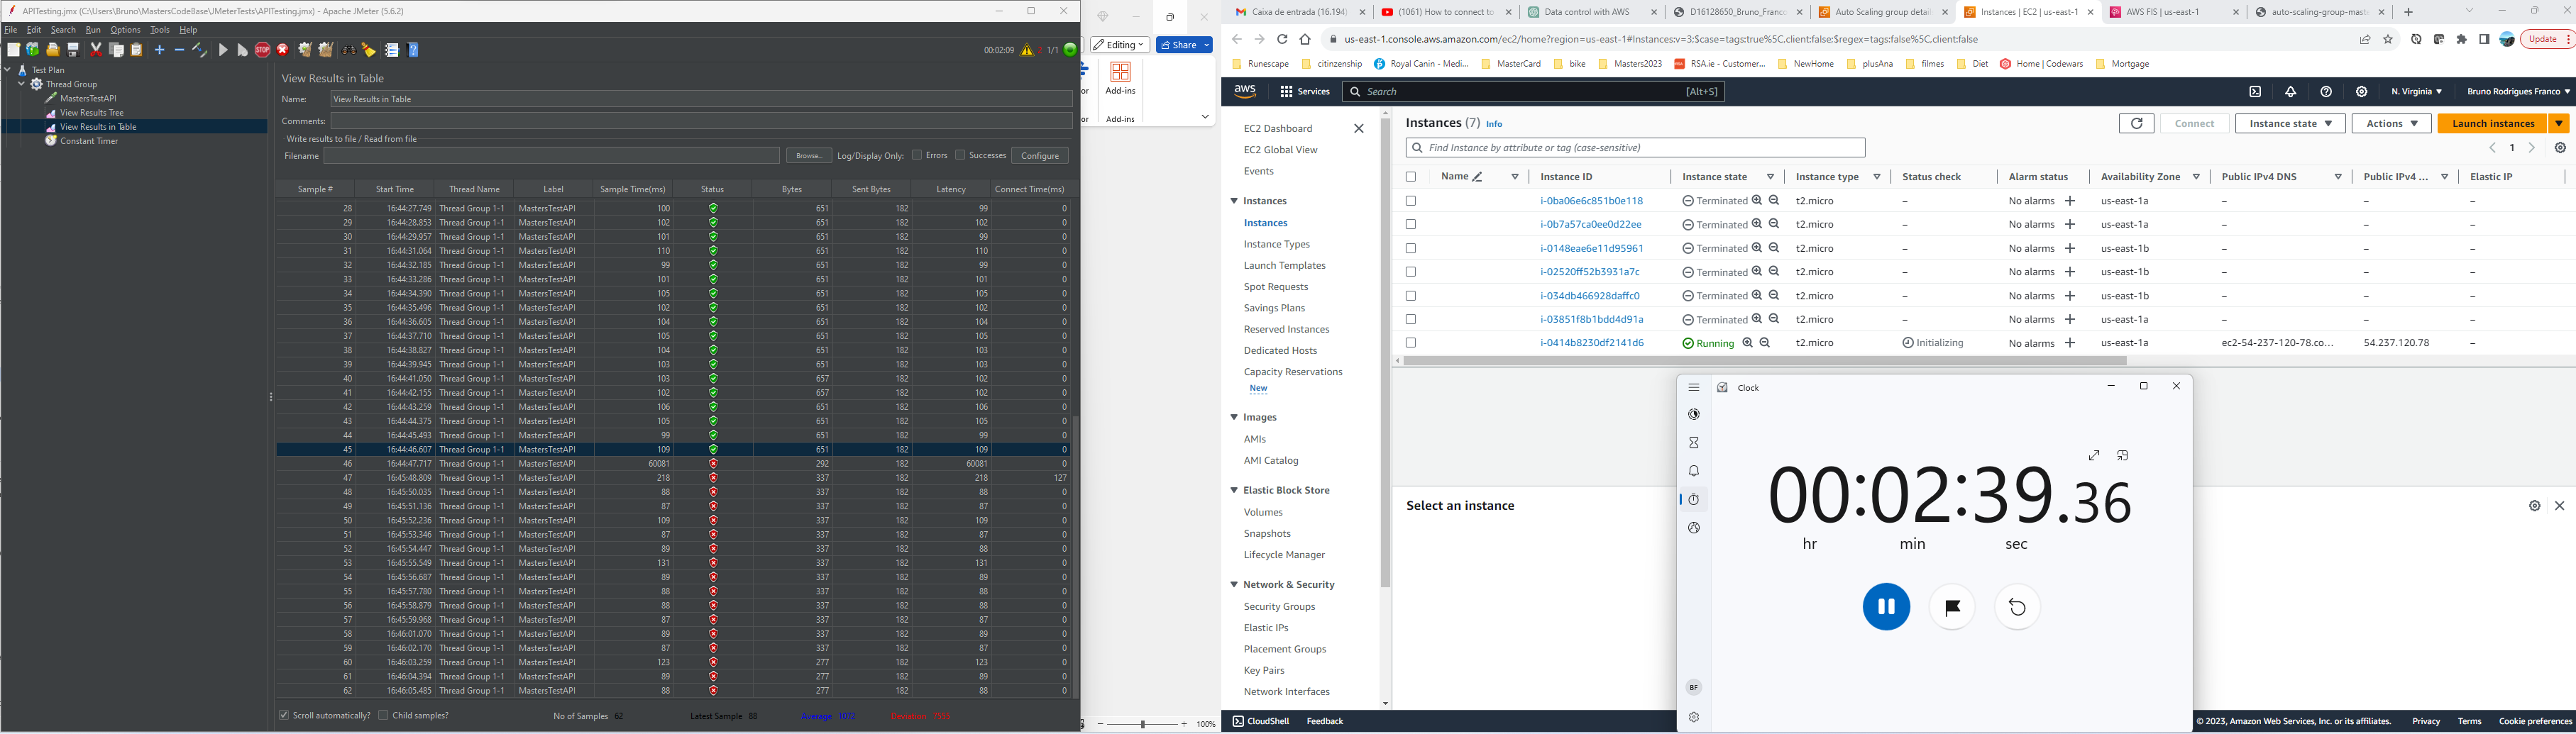 APITesting.jmx (C:\Users\Bruno\MastersCodeBase\JMeterTests\APITesting.jmx) - Apache JMeter (5.6.2)
File Edit Search Run Options Tools Help
00:02:09 2 1/1
Test Plan
Thread Group
MastersTestAPI
View Results Tree
View Results in Table
Constant Timer
View Results in Table
Name: View Results in Table
Comments:
Write results to file / Read from file
Filename Browse... Log/Display Only: Errors Successes Configure
Sample # Start Time Thread Name Label Sample Time(ms) Status Bytes Sent Bytes Latency Connect Time(ms)
28 16:44:27.749 Thread Group 1-1 MastersTestAPI 100 651 182 99 0
29 16:44:28.853 Thread Group 1-1 MastersTestAPI 102 651 182 102 0
30 16:44:29.957 Thread Group 1-1 MastersTestAPI 101 651 182 99 0
31 16:44:31.064 Thread Group 1-1 MastersTestAPI 110 651 182 110 0
32 16:44:32.185 Thread Group 1-1 MastersTestAPI 99 651 182 99 0
33 16:44:33.286 Thread Group 1-1 MastersTestAPI 101 651 182 101 0
34 16:44:34.390 Thread Group 1-1 MastersTestAPI 105 651 182 105 0
35 16:44:35.496 Thread Group 1-1 MastersTestAPI 102 651 182 102 0
36 16:44:36.605 Thread Group 1-1 MastersTestAPI 104 651 182 104 0
37 16:44:37.710 Thread Group 1-1 MastersTestAPI 105 651 182 105 0
38 16:44:38.827 Thread Group 1-1 MastersTestAPI 104 651 182 103 0
39 16:44:39.945 Thread Group 1-1 MastersTestAPI 103 651 182 103 0
40 16:44:41.050 Thread Group 1-1 MastersTestAPI 103 657 182 102 0
41 16:44:42.155 Thread Group 1-1 MastersTestAPI 102 657 182 102 0
42 16:44:43.259 Thread Group 1-1 MastersTestAPI 106 651 182 106 0
43 16:44:44.375 Thread Group 1-1 MastersTestAPI 105 651 182 105 0
44 16:44:45.493 Thread Group 1-1 MastersTestAPI 99 651 182 99 0
45 16:44:46.607 Thread Group 1-1 MastersTestAPI 109 651 182 109 0
46 16:44:47.717 Thread Group 1-1 MastersTestAPI 60081 292 182 60081 0
47 16:45:48.809 Thread Group 1-1 MastersTestAPI 218 337 182 218 127
48 16:45:50.035 Thread Group 1-1 MastersTestAPI 88 337 182 88 0
49 16:45:51.136 Thread Group 1-1 MastersTestAPI 87 337 182 87 0
50 16:45:52.236 Thread Group 1-1 MastersTestAPI 109 337 182 109 0
51 16:45:53.346 Thread Group 1-1 MastersTestAPI 87 337 182 87 0
52 16:45:54.447 Thread Group 1-1 MastersTestAPI 89 337 182 88 0
53 16:45:55.549 Thread Group 1-1 MastersTestAPI 131 337 182 131 0
54 16:45:56.687 Thread Group 1-1 MastersTestAPI 89 337 182 89 0
55 16:45:57.780 Thread Group 1-1 MastersTestAPI 88 337 182 88 0
56 16:45:58.879 Thread Group 1-1 MastersTestAPI 88 337 182 88 0
57 16:45:59.968 Thread Group 1-1 MastersTestAPI 87 337 182 87 0
58 16:46:01.070 Thread Group 1-1 MastersTestAPI 89 337 182 89 0
59 16:46:02.170 Thread Group 1-1 MastersTestAPI 87 337 182 87 0
60 16:46:03.259 Thread Group 1-1 MastersTestAPI 123 277 182 123 0
61 16:46:04.394 Thread Group 1-1 MastersTestAPI 89 277 182 89 0
62 16:46:05.485 Thread Group 1-1 MastersTestAPI 88 277 182 88 0
Scroll automatically? Child samples? No of Samples 62 Latest Sample 88 Average 1072 Deviation 7555
Editing Share
or Add-ins
or Add-ins
100%
Caixa de entrada (16.194) (1061) How to connect to Data control with AWS D16128650_Bruno_Franco Auto Scaling group detail Instances | EC2 | us-east-1 AWS FIS | us-east-1 auto-scaling-group-mast
us-east-1.console.aws.amazon.com/ec2/home?region=us-east-1#Instances:v=3;$case=tags:true%5C,client:false;$regex=tags:false%5C,client:false
Update
Runescape citinzenship Royal Canin - Medi... MasterCard bike Masters2023 RSA.ie - Customer... NewHome plusAna filmes Diet Home | Codewars Mortgage
aws Services Search [Alt+S] N. Virginia Bruno Rodrigues Franco
EC2 Dashboard
EC2 Global View
Events
Instances
Instances
Instance Types
Launch Templates
Spot Requests
Savings Plans
Reserved Instances
Dedicated Hosts
Capacity Reservations
New
Images
AMIs
AMI Catalog
Elastic Block Store
Volumes
Snapshots
Lifecycle Manager
Network & Security
Security Groups
Elastic IPs
Placement Groups
Key Pairs
Network Interfaces
Instances (7) Info
Connect Instance state Actions Launch instances
Find Instance by attribute or tag (case-sensitive)
1
Name Instance ID Instance state Instance type Status check Alarm status Availability Zone Public IPv4 DNS Public IPv4 ... Elastic IP
i-0ba06e6c851b0e118 Terminated t2.micro – No alarms + us-east-1a – – –
i-0b7a57ca0ee0d22ee Terminated t2.micro – No alarms + us-east-1a – – –
i-0148eae6e11d95961 Terminated t2.micro – No alarms + us-east-1b – – –
i-02520ff52b3931a7c Terminated t2.micro – No alarms + us-east-1b – – –
i-034db466928daffc0 Terminated t2.micro – No alarms + us-east-1b – – –
i-03851f8b1bdd4d91a Terminated t2.micro – No alarms + us-east-1a – – –
i-0414b8230df2141d6 Running t2.micro Initializing No alarms + us-east-1a ec2-54-237-120-78.co... 54.237.120.78 –
Select an instance
Clock
00:02:39.36
hr min sec
BF
CloudShell Feedback
© 2023, Amazon Web Services, Inc. or its affiliates. Privacy Terms Cookie preferences